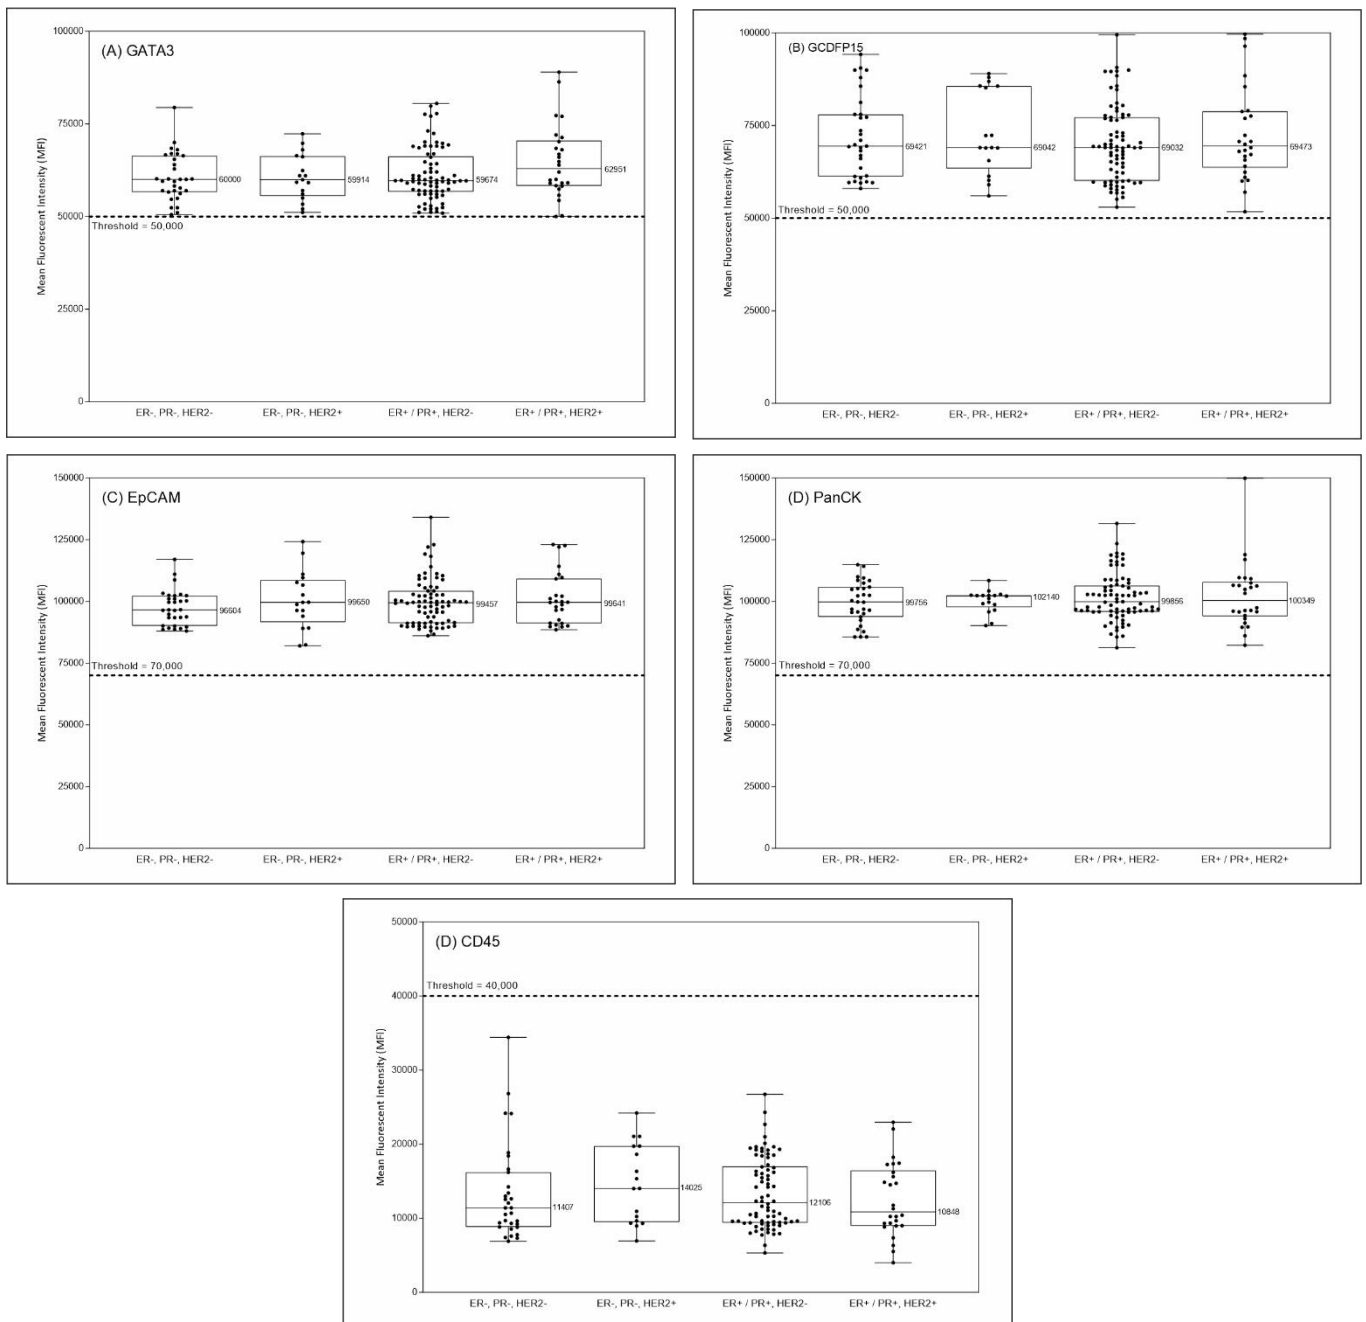 (A) GATA3
Mean Fluorescent Intensity (MFI)
100000
75000
50000
25000
0
Threshold = 50,000
60000
59914
59674
62951
ER-, PR-, HER2-
ER-, PR-, HER2+
ER+ / PR+, HER2-
ER+ / PR+, HER2+
(B) GCDFP15
Mean Fluorescent Intensity (MFI)
100000
75000
50000
25000
0
Threshold = 50,000
69421
69042
69032
69473
ER-, PR-, HER2-
ER-, PR-, HER2+
ER+ / PR+, HER2-
ER+ / PR+, HER2+
(C) EpCAM
Mean Fluorescent Intensity (MFI)
150000
125000
100000
75000
50000
25000
0
Threshold = 70,000
96604
99650
99457
99641
ER-, PR-, HER2-
ER-, PR-, HER2+
ER+ / PR+, HER2-
ER+ / PR+, HER2+
(D) PanCK
Mean Fluorescent Intensity (MFI)
150000
125000
100000
75000
50000
25000
0
Threshold = 70,000
99756
102140
99856
100349
ER-, PR-, HER2-
ER-, PR-, HER2+
ER+ / PR+, HER2-
ER+ / PR+, HER2+
(D) CD45
Mean Fluorescent Intensity (MFI)
50000
40000
30000
20000
10000
0
Threshold = 40,000
11407
14025
12106
10848
ER-, PR-, HER2-
ER-, PR-, HER2+
ER+ / PR+, HER2-
ER+ / PR+, HER2+